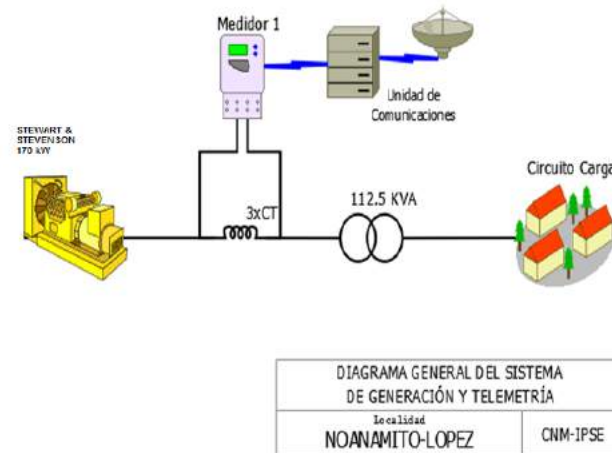 Medidor 1
Unidad de
Comunicaciones
STEWART &
STEVENSON
170 kW
3xCT
112.5 KVA
Circuito Carga
DIAGRAMA GENERAL DEL SISTEMA
DE GENERACIÓN Y TELEMETRÍA
Localidad
NOANAMITO-LOPEZ
CNM-IPSE